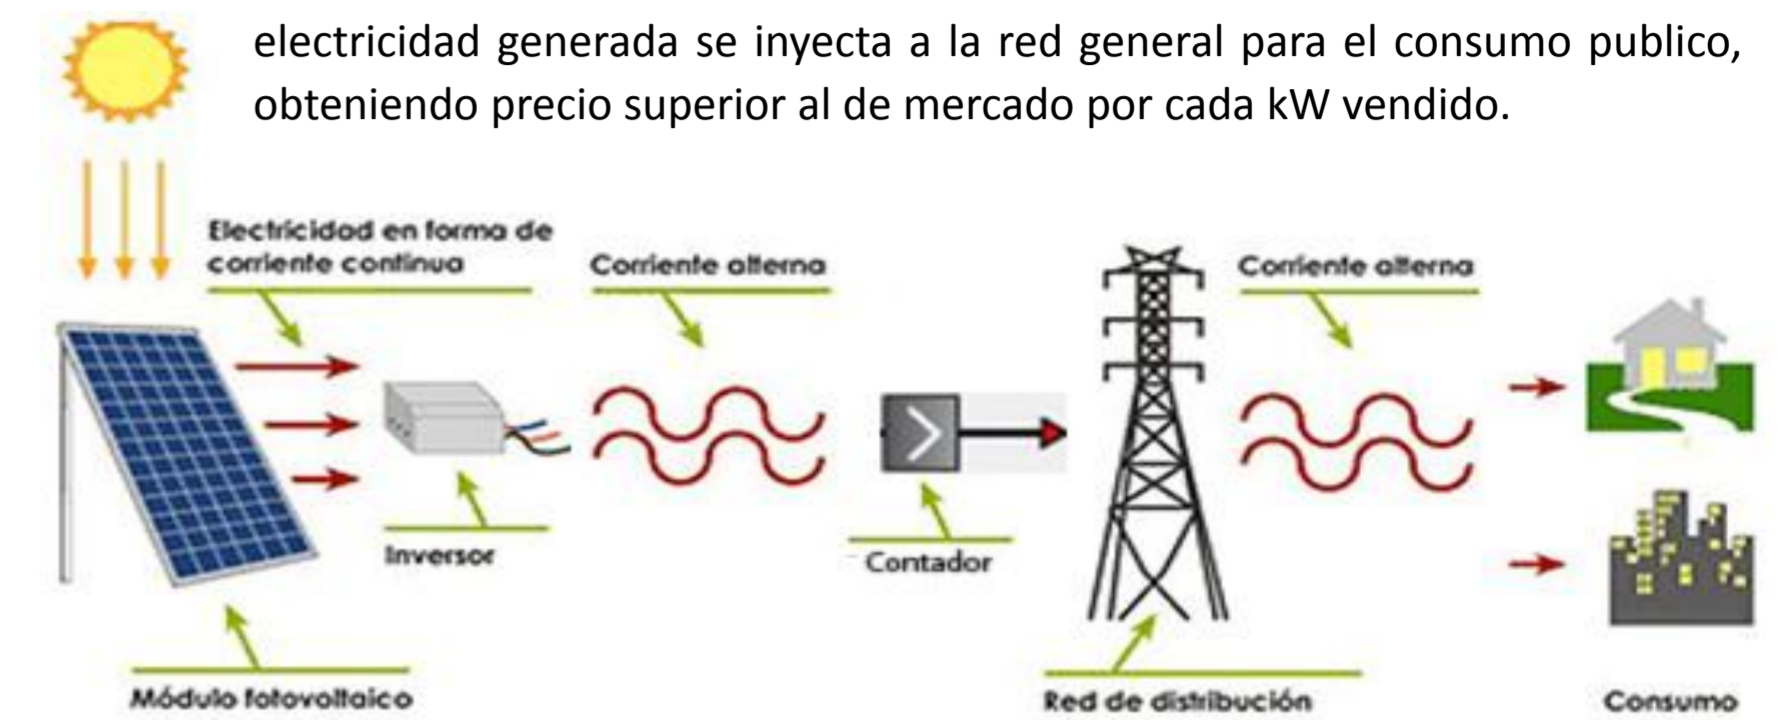 electricidad generada se inyecta a la red general para el consumo publico,
obteniendo precio superior al de mercado por cada kW vendido.
Electricidad en forma de
corriente continua
Corriente alterna
Corriente alterna
Inversor
Contador
Módulo fotovoltaico
Red de distribución
Consumo